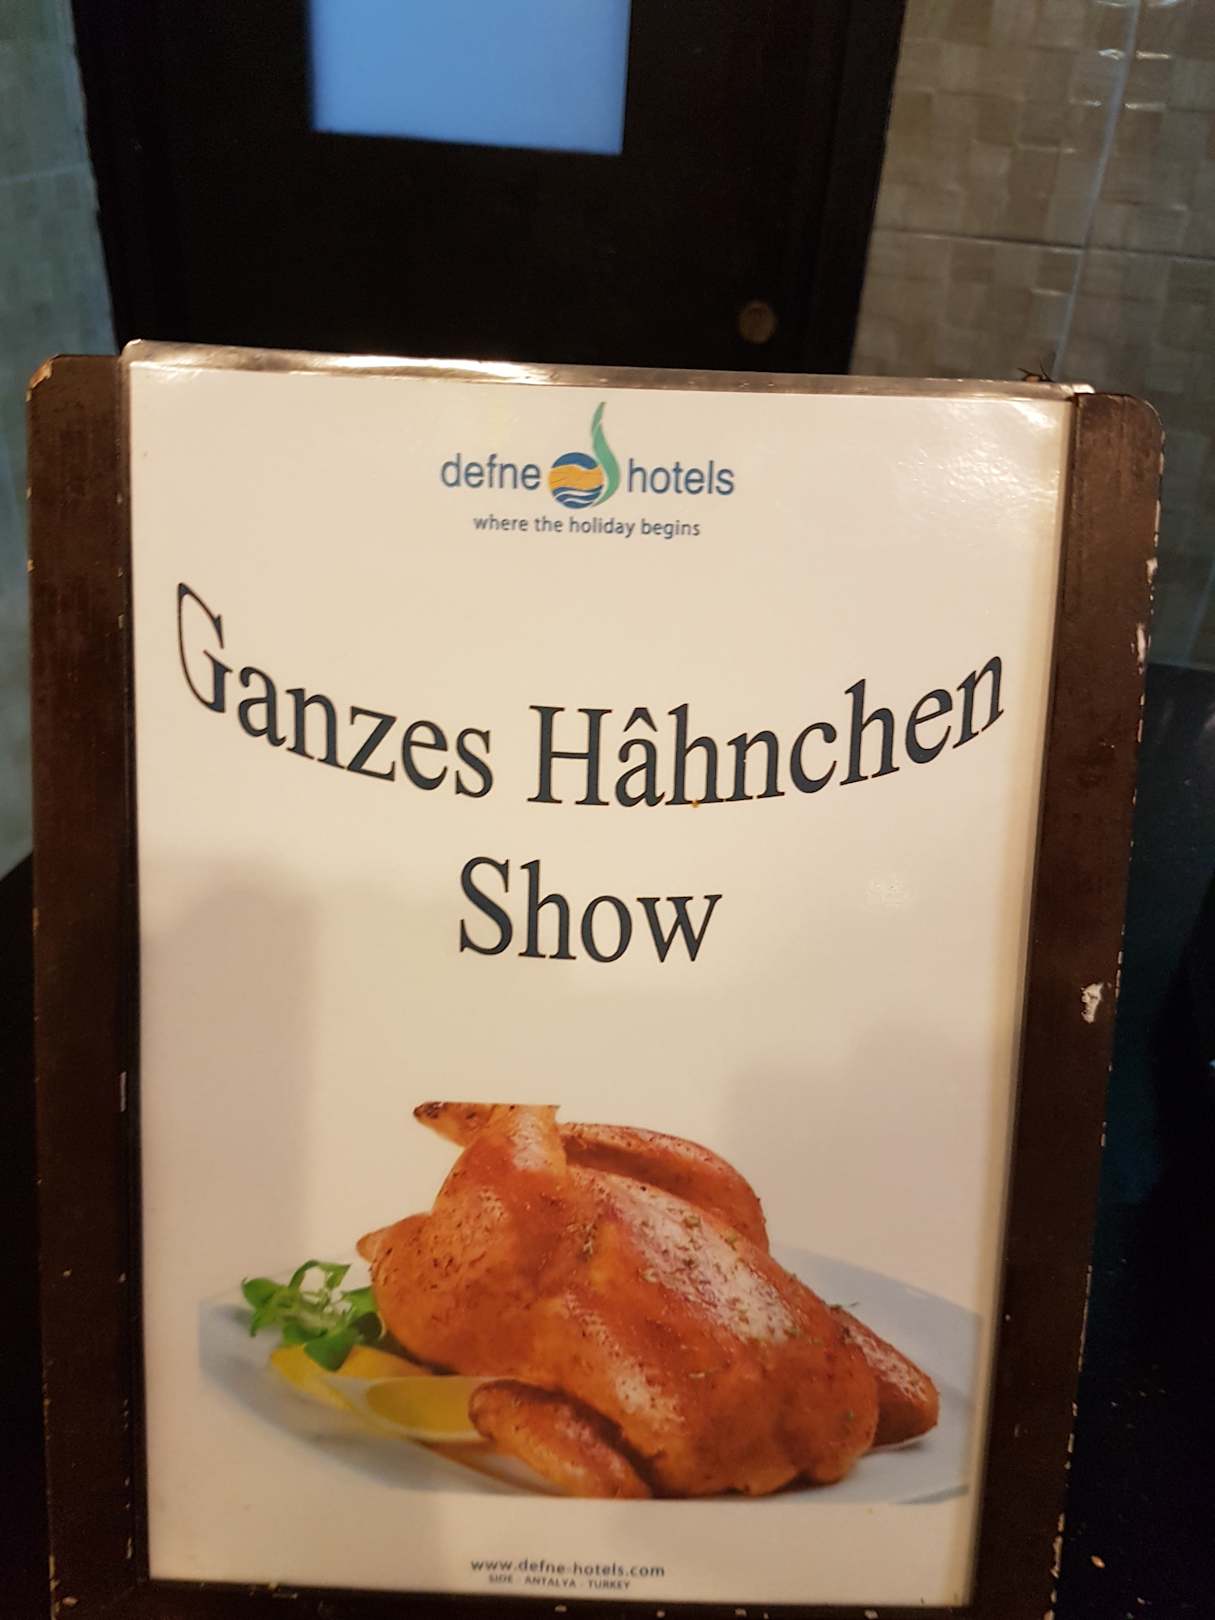 defne hotels
where the holiday begins
Ganzes Hâhnchen
Show
www.defne-hotels.com
SIDE - ANTALYA - TURKEY